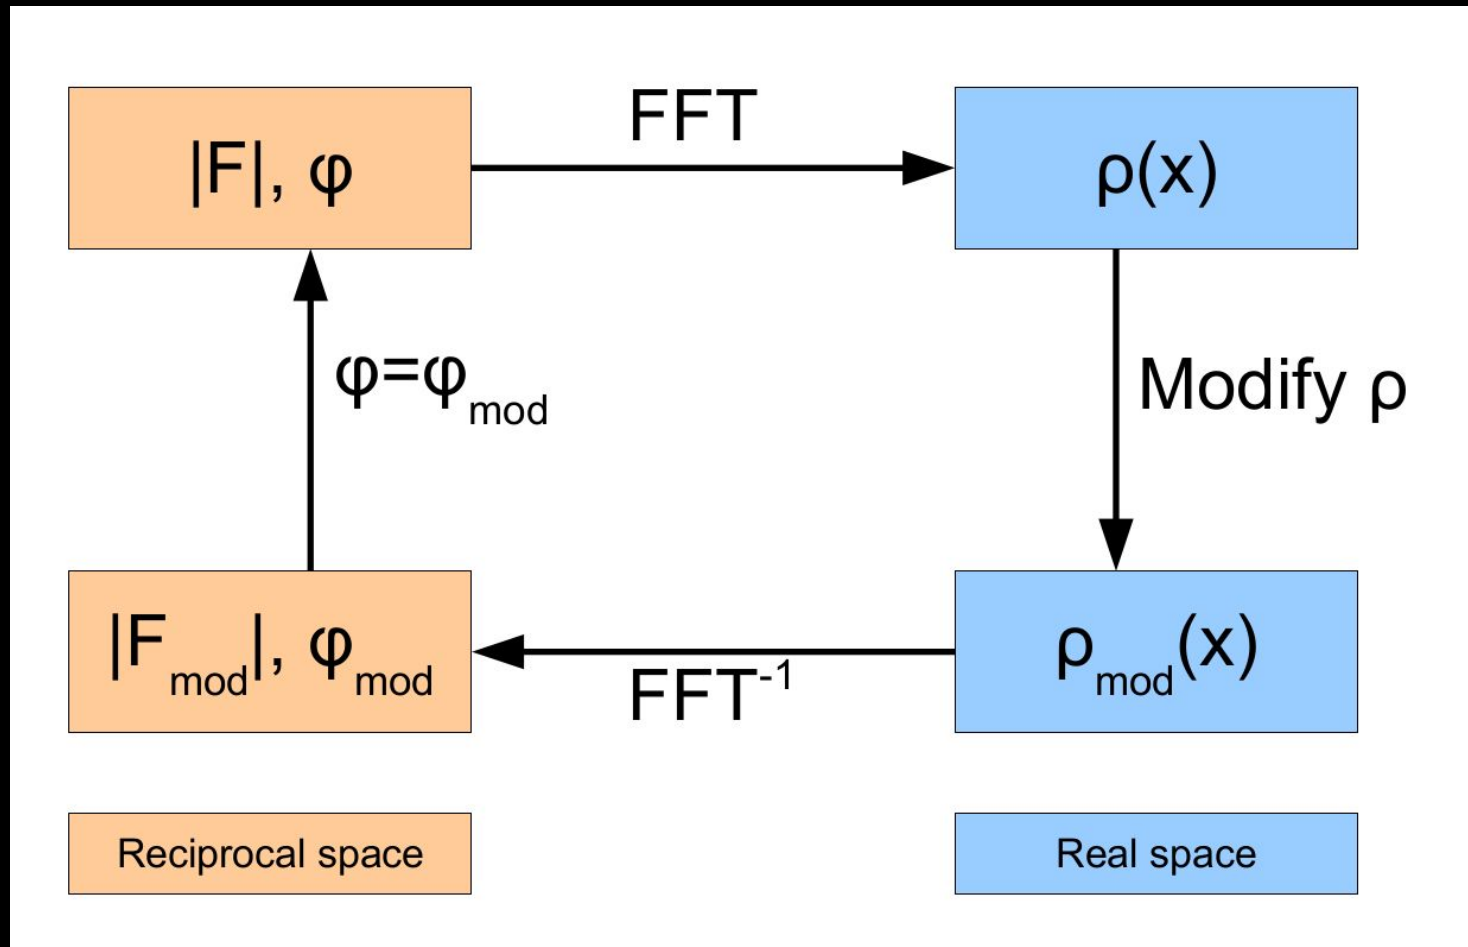 FFT
|F|, φ
ρ(x)
φ=φmod
Modify ρ
|Fmod|, φmod
ρmod(x)
FFT-1
Reciprocal space
Real space